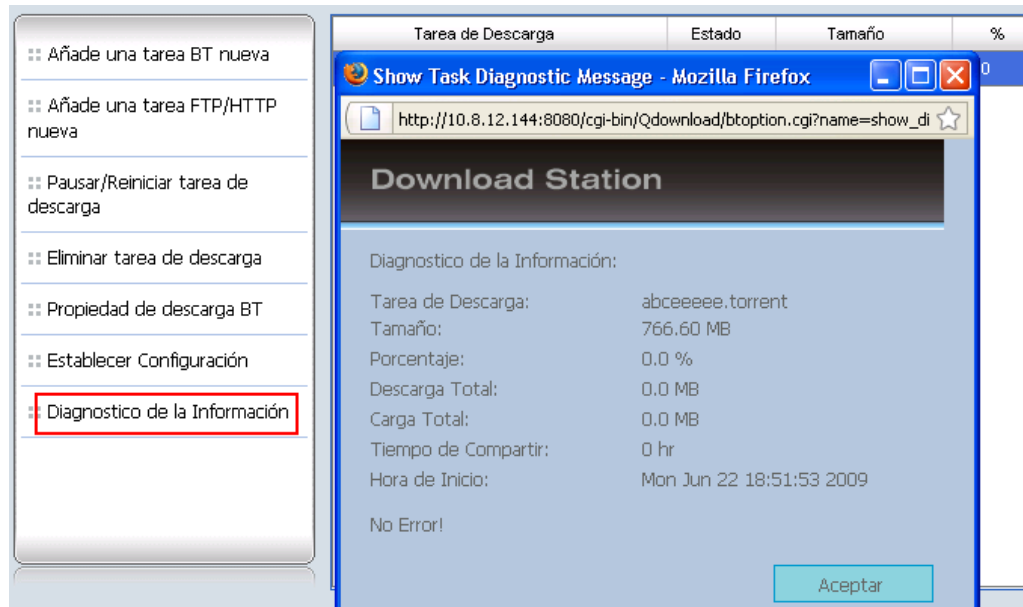 Añade una tarea BT nueva
Añade una tarea FTP/HTTP
nueva
Pausar/Reiniciar tarea de
descarga
Eliminar tarea de descarga
Propiedad de descarga BT
Establecer Configuración
Diagnostico de la Información
Tarea de Descarga Estado Tamaño %
0
Show Task Diagnostic Message - Mozilla Firefox
http://10.8.12.144:8080/cgi-bin/Qdownload/btoption.cgi?name=show_di
Download Station
Diagnostico de la Información:
Tarea de Descarga: abceeeee.torrent
Tamaño: 766.60 MB
Porcentaje: 0.0 %
Descarga Total: 0.0 MB
Carga Total: 0.0 MB
Tiempo de Compartir: 0 hr
Hora de Inicio: Mon Jun 22 18:51:53 2009
No Error!
Aceptar